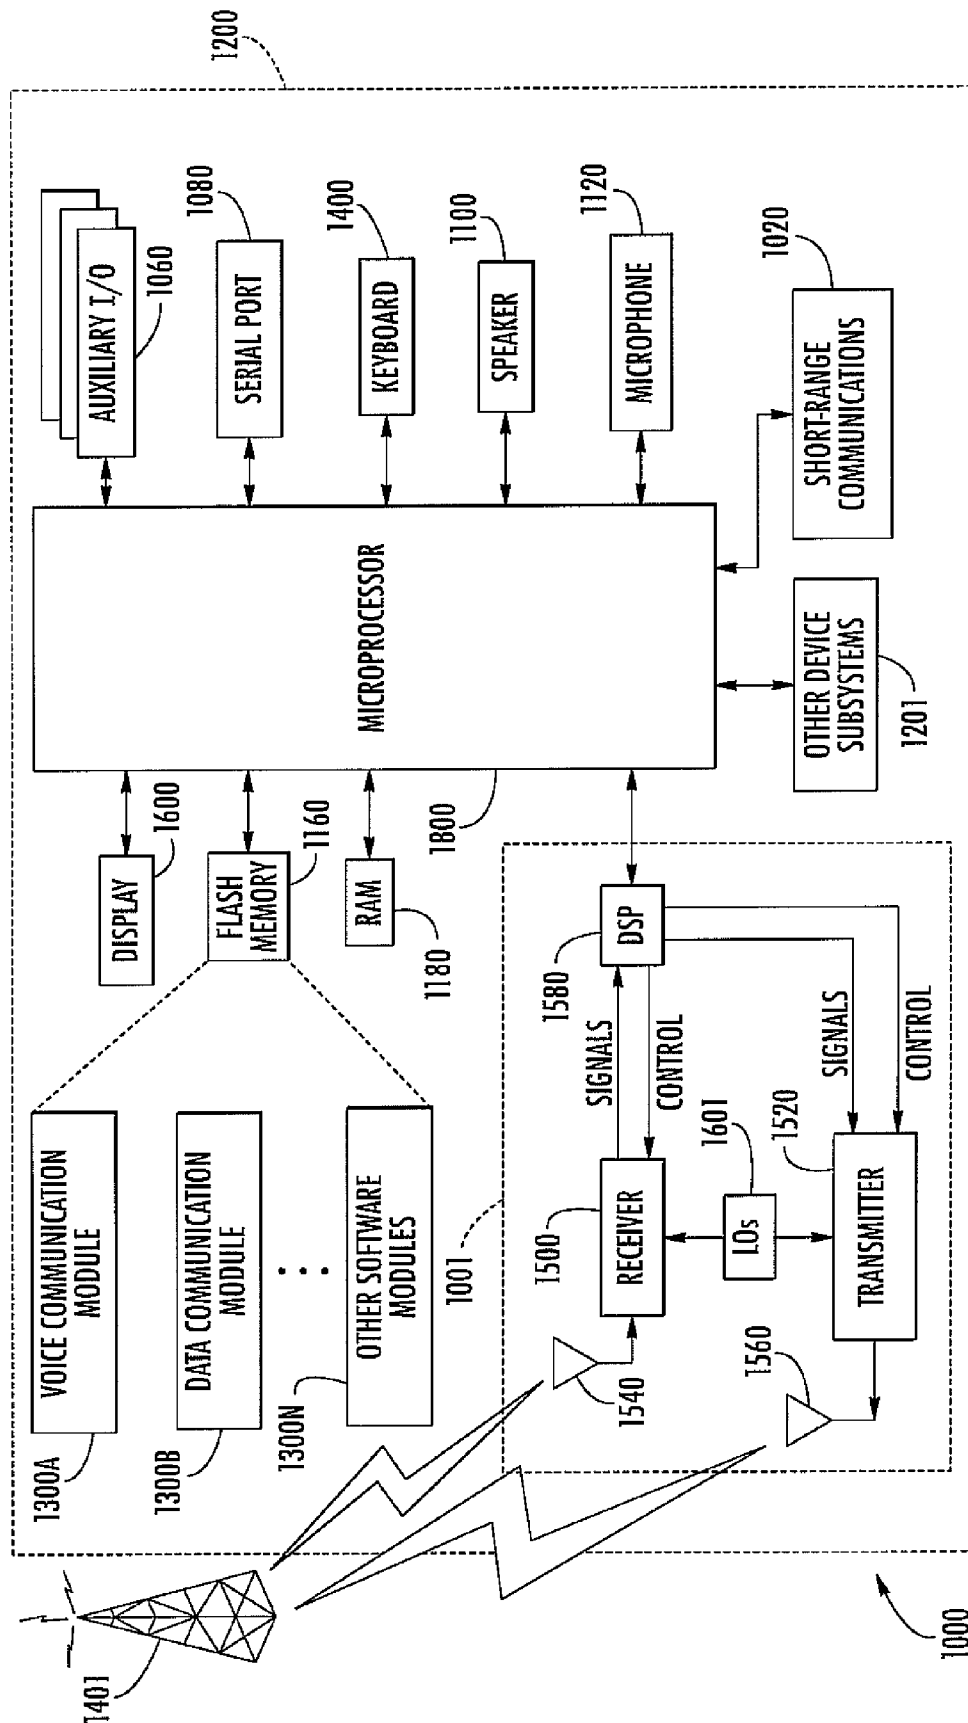 1401
1000
1200
VOICE COMMUNICATION
MODULE
1300A
DATA COMMUNICATION
MODULE
1300B
OTHER SOFTWARE
MODULES
1300N
DISPLAY
1600
FLASH
MEMORY
1160
RAM
1180
MICROPROCESSOR
1800
AUXILIARY I/O
1060
SERIAL PORT
1080
KEYBOARD
1400
SPEAKER
1100
MICROPHONE
1120
SHORT-RANGE
COMMUNICATIONS
1020
OTHER DEVICE
SUBSYSTEMS
1201
1001
1540
RECEIVER
1500
SIGNALS
CONTROL
DSP
1580
LOs
1601
1560
TRANSMITTER
1520
SIGNALS
CONTROL